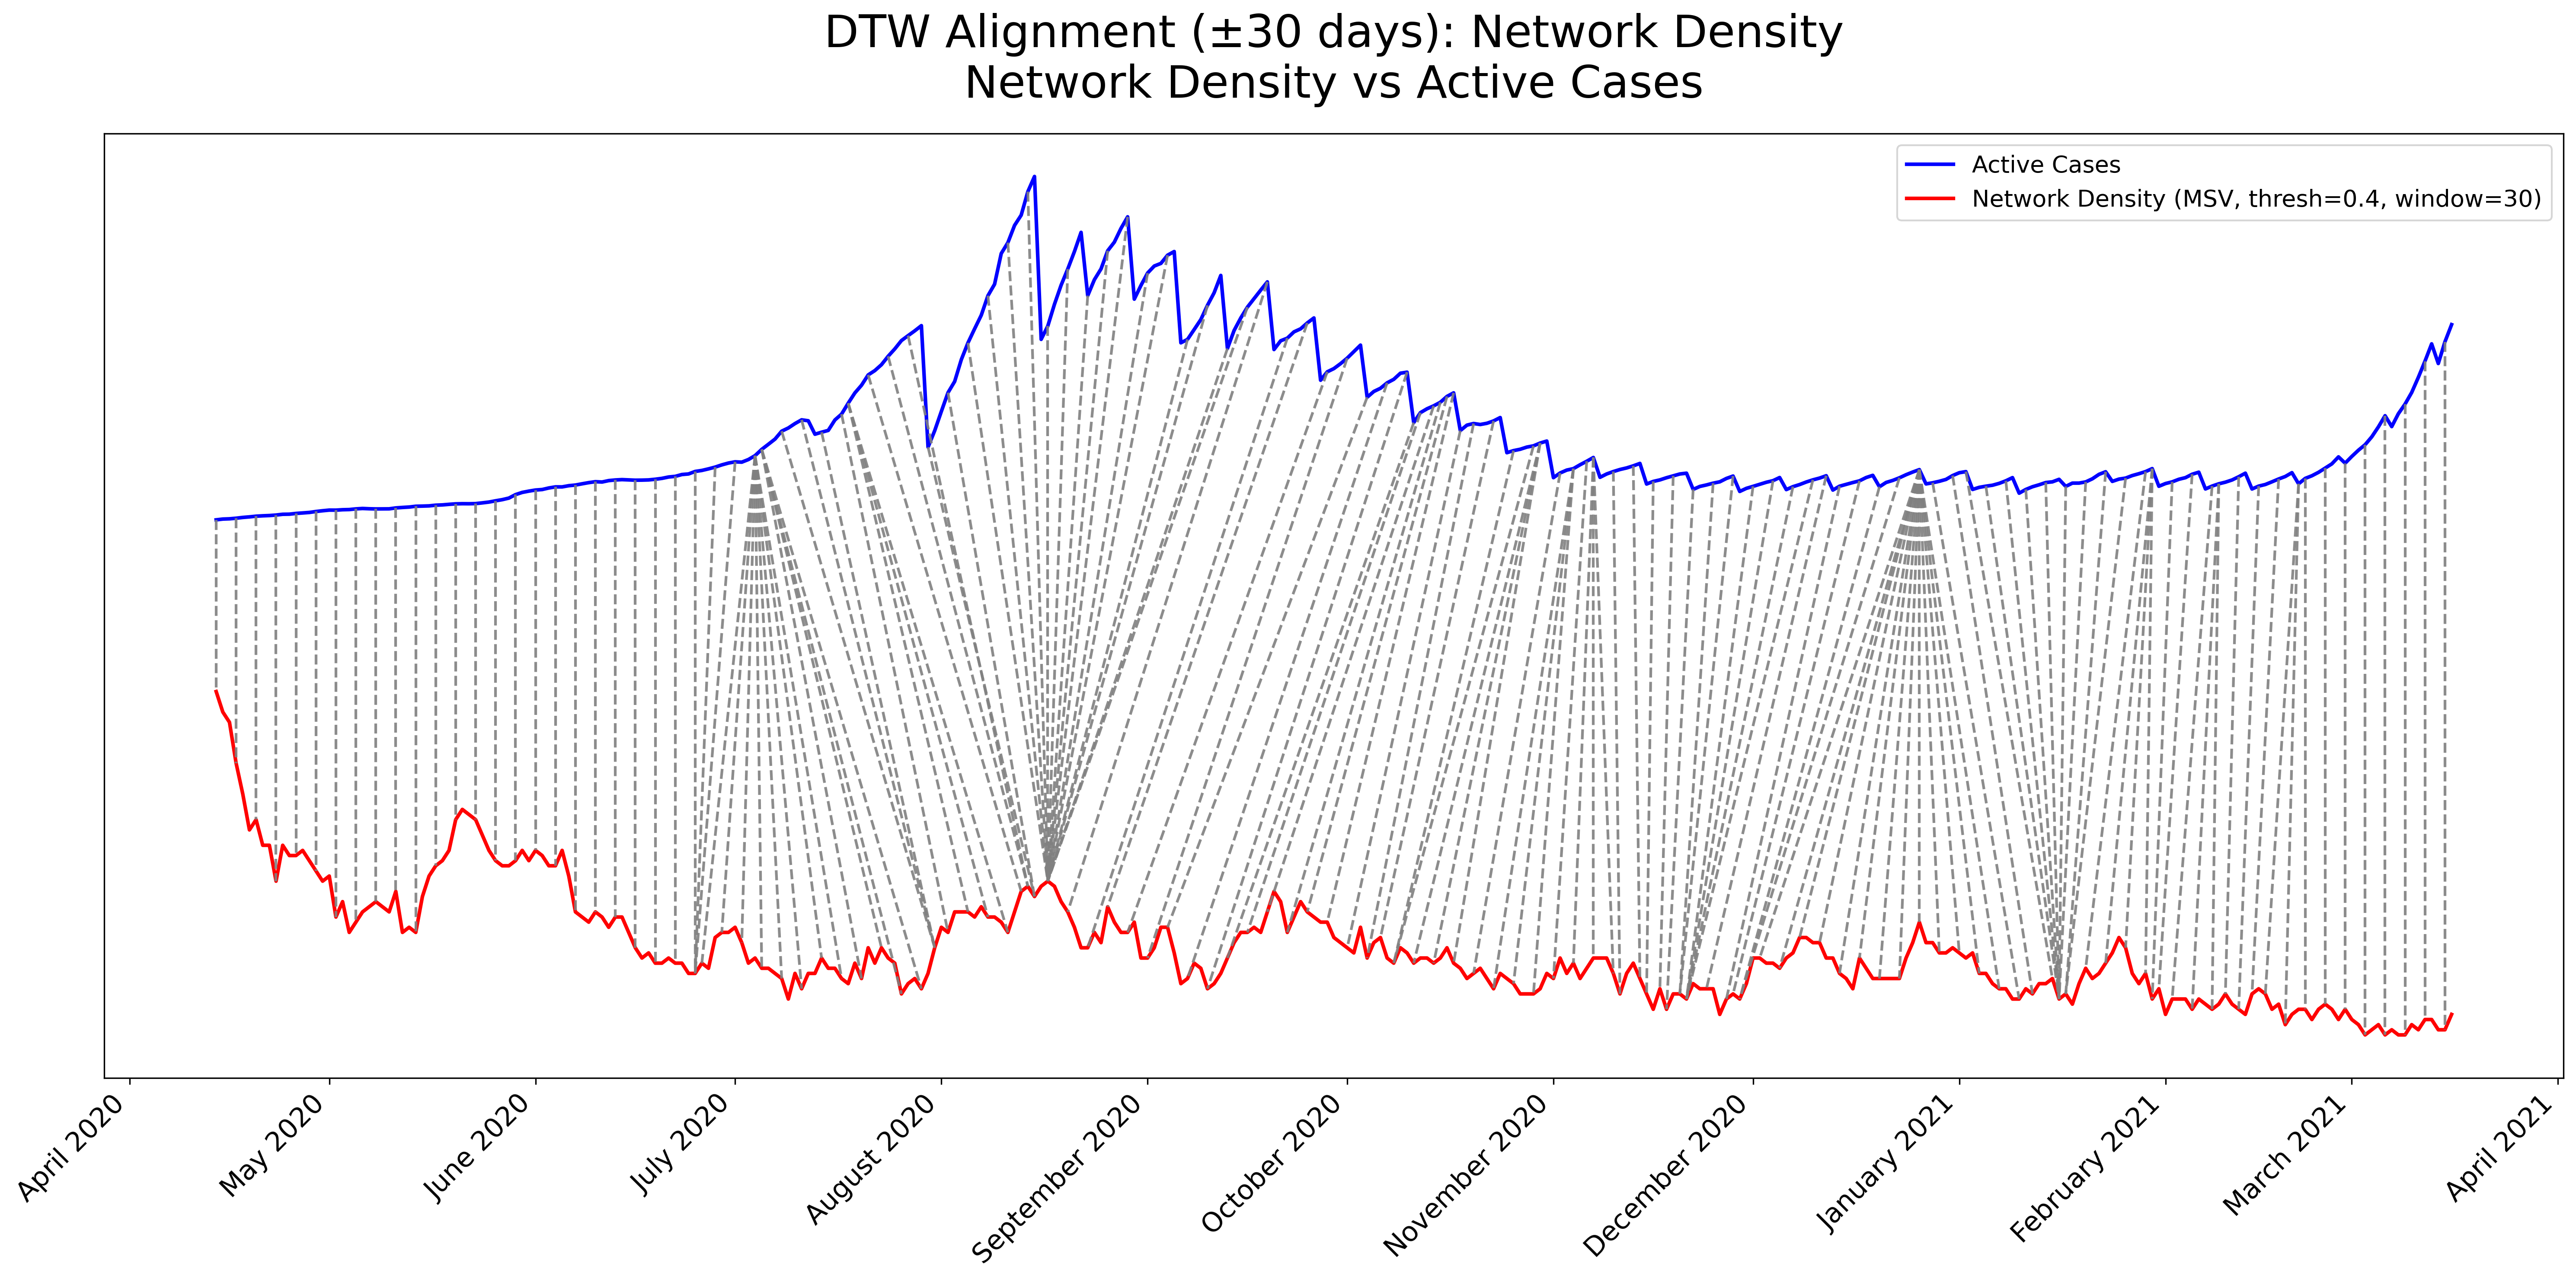 DTW Alignment (±30 days): Network Density
Network Density vs Active Cases
Active Cases
Network Density (MSV, thresh=0.4, window=30)
April 2020
May 2020
June 2020
July 2020
August 2020
September 2020
October 2020
November 2020
December 2020
January 2021
February 2021
March 2021
April 2021